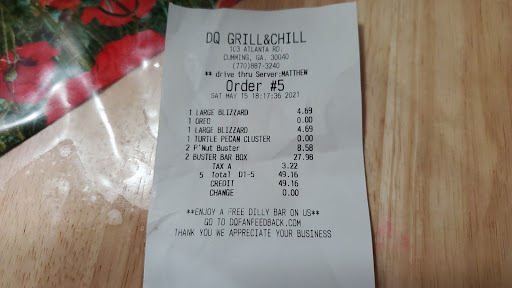 DQ GRILL&CHILL
103 ATLANTA RD.
CUMMING, GA. 30040
(770)887-3240
** drive thru Server:MATTHEW
Order #5
SAT MAY 15 18:17:36 2021
1 LARGE BLIZZARD 4.69
1 OREO 0.00
1 LARGE BLIZZARD 4.69
1 TURTLE PECAN CLUSTER 0.00
2 P'Nut Buster 8.58
2 BUSTER BAR BOX 27.98
TAX A 3.22
5 Total D1-5 49.16
CREDIT 49.16
CHANGE 0.00
**ENJOY A FREE DILLY BAR ON US**
GO TO DQFANFEEDBACK.COM
THANK YOU WE APPRECIATE YOUR BUSINESS